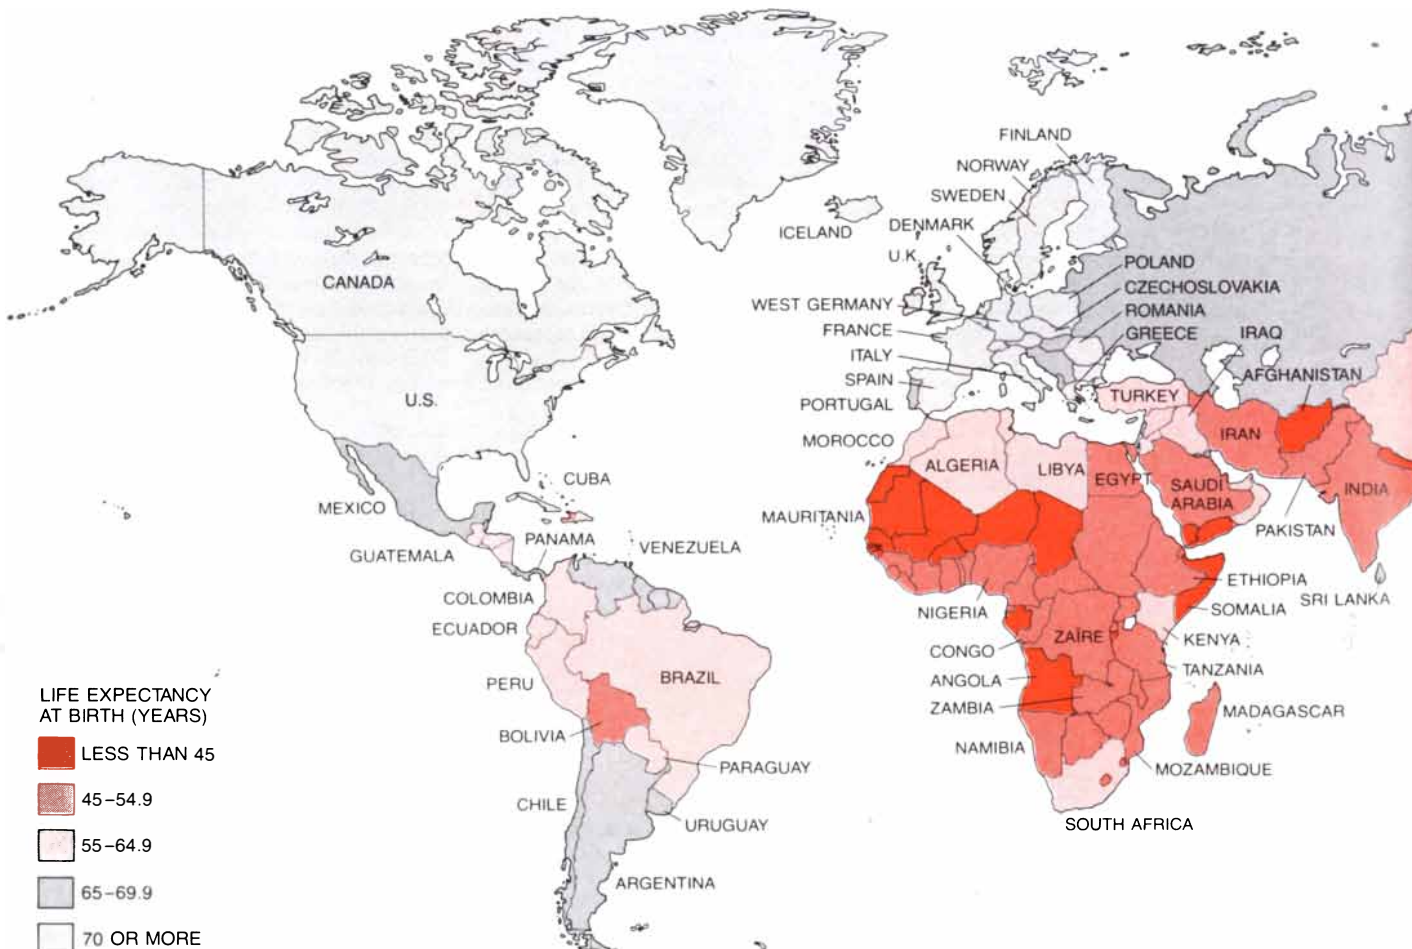 FINLAND
NORWAY
SWEDEN
DENMARK
ICELAND
U.K
POLAND
CZECHOSLOVAKIA
ROMANIA
GREECE
IRAQ
AFGHANISTAN
WEST GERMANY
FRANCE
ITALY
SPAIN
PORTUGAL
MOROCCO
TURKEY
IRAN
ALGERIA
LIBYA
EGYPT
SAUDI
ARABIA
INDIA
PAKISTAN
SRI LANKA
MAURITANIA
NIGERIA
ETHIOPIA
SOMALIA
CONGO
ZAÏRE
KENYA
TANZANIA
ANGOLA
ZAMBIA
NAMIBIA
MADAGASCAR
MOZAMBIQUE
SOUTH AFRICA
CANADA
U.S.
CUBA
MEXICO
GUATEMALA
PANAMA
VENEZUELA
COLOMBIA
ECUADOR
PERU
BRAZIL
BOLIVIA
PARAGUAY
CHILE
URUGUAY
ARGENTINA
LIFE EXPECTANCY
AT BIRTH (YEARS)
LESS THAN 45
45–54.9
55–64.9
65–69.9
70 OR MORE